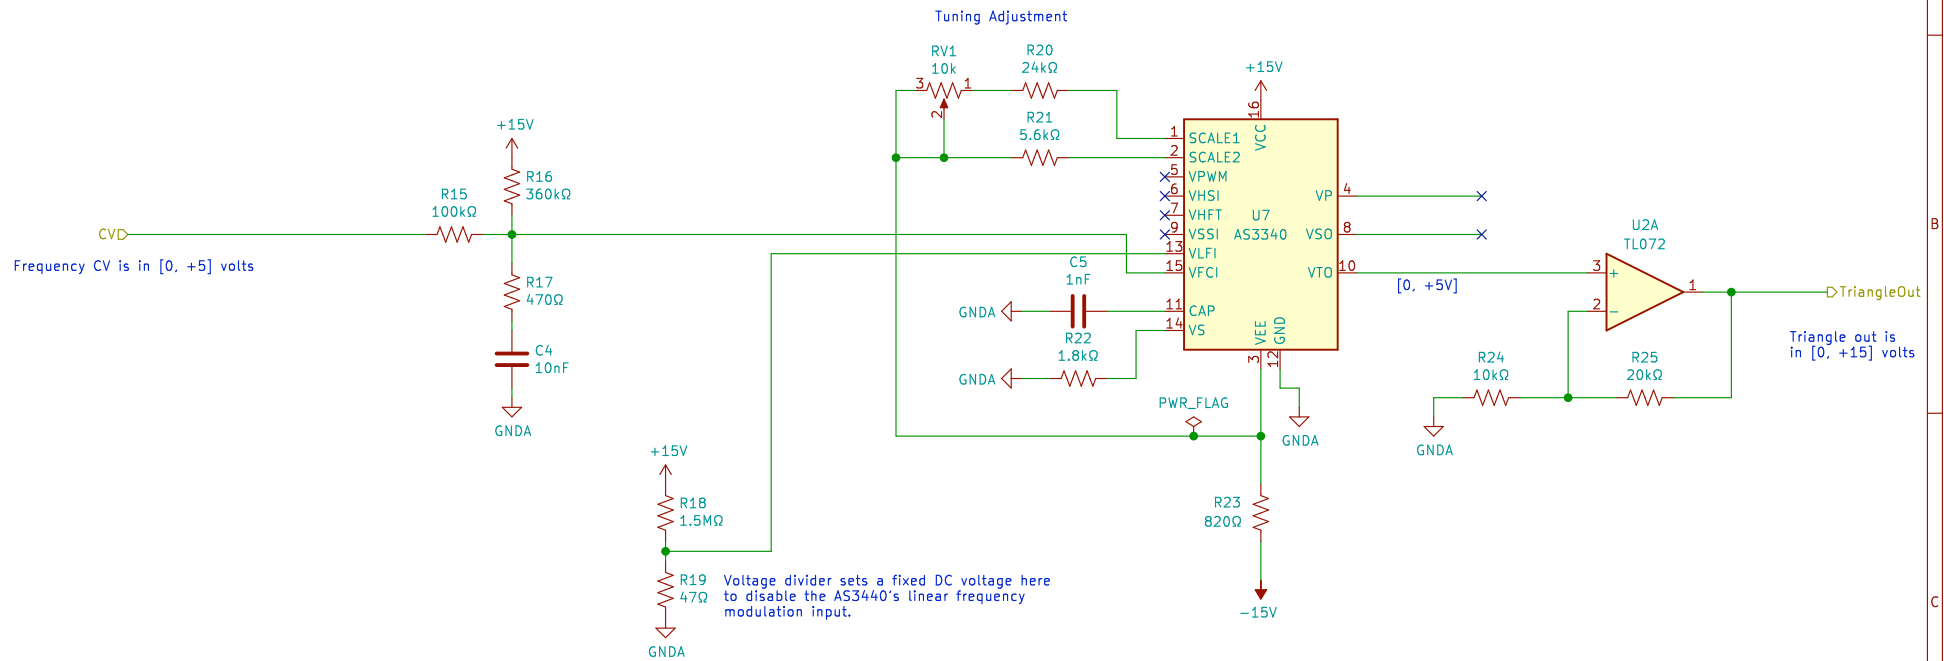 Tuning Adjustment
RV1
10k
3
1
2
R20
24kΩ
R21
5.6kΩ
+15V
16
VCC
1
SCALE1
2
SCALE2
5
VPWM
6
VHSI
7
VHFT
9
VSSI
13
VLFI
15
VFCI
11
CAP
14
VS
U7
AS3340
VP
4
VSO
8
VTO
10
VEE
3
GND
12
+15V
R16
360kΩ
R15
100kΩ
CV
Frequency CV is in [0, +5] volts
R17
470Ω
C4
10nF
GNDA
C5
1nF
GNDA
R22
1.8kΩ
GNDA
PWR_FLAG
GNDA
R23
820Ω
-15V
+15V
R18
1.5MΩ
R19
47Ω
GNDA
Voltage divider sets a fixed DC voltage here
to disable the AS3440's linear frequency
modulation input.
[0, +5V]
U2A
TL072
3
+
2
-
1
TriangleOut
Triangle out is
in [0, +15] volts
R24
10kΩ
R25
20kΩ
GNDA
B
C